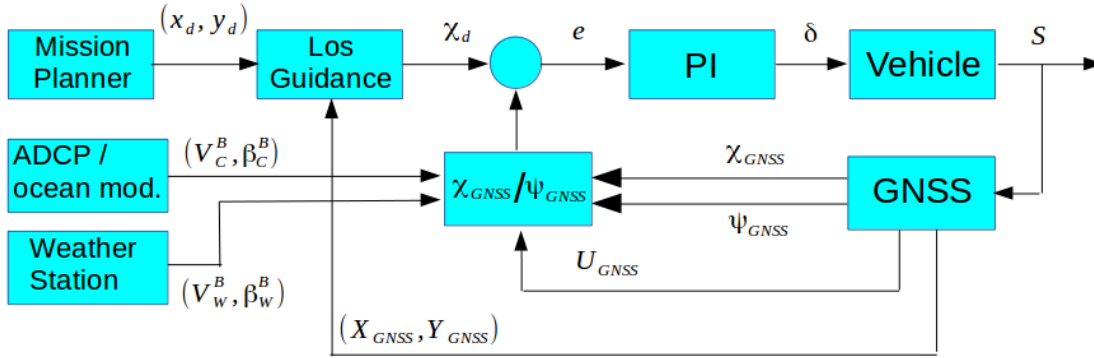 (x_d, y_d)
Mission
Planner
Los
Guidance
χ_d
e
PI
δ
Vehicle
S
ADCP /
ocean mod.
(V_C^B, β_C^B)
χ_GNSS/ψ_GNSS
χ_GNSS
GNSS
ψ_GNSS
Weather
Station
(V_W^B, β_W^B)
U_GNSS
(X_GNSS, Y_GNSS)